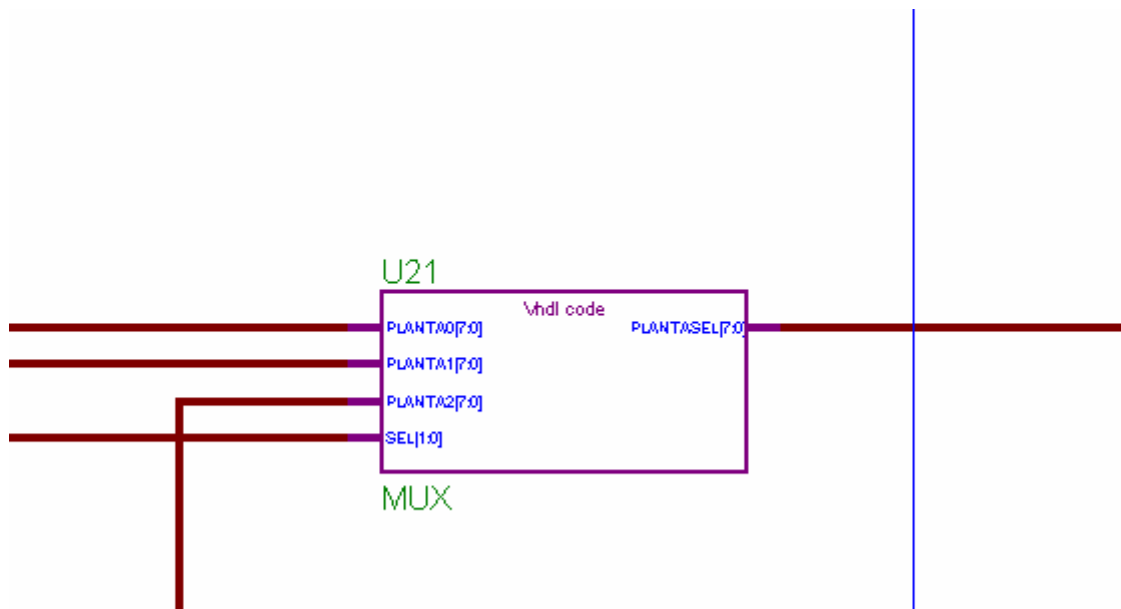 U21
Vhdl code
PLANTA0[7:0] PLANTASEL[7:0]
PLANTA1[7:0]
PLANTA2[7:0]
SEL[1:0]
MUX